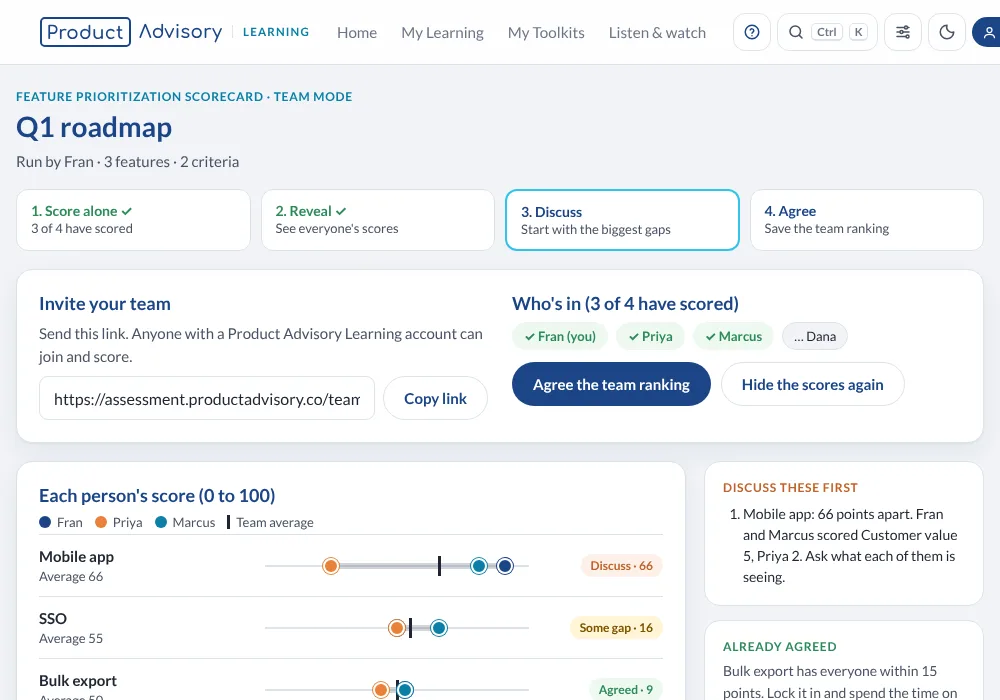 Product Advisory LEARNING Home My Learning My Toolkits Listen & watch Ctrl K
FEATURE PRIORITIZATION SCORECARD · TEAM MODE
Q1 roadmap
Run by Fran · 3 features · 2 criteria
1. Score alone ✓
3 of 4 have scored
2. Reveal ✓
See everyone's scores
3. Discuss
Start with the biggest gaps
4. Agree
Save the team ranking
Invite your team
Send this link. Anyone with a Product Advisory Learning account can
join and score.
https://assessment.productadvisory.co/team
Copy link
Who's in (3 of 4 have scored)
✓ Fran (you) ✓ Priya ✓ Marcus ... Dana
Agree the team ranking
Hide the scores again
Each person's score (0 to 100)
Fran Priya Marcus Team average
Mobile app
Average 66
Discuss · 66
SSO
Average 55
Some gap · 16
Bulk export
Average 50
Agreed · 9
DISCUSS THESE FIRST
1. Mobile app: 66 points apart. Fran
and Marcus scored Customer value
5, Priya 2. Ask what each of them is
seeing.
ALREADY AGREED
Bulk export has everyone within 15
points. Lock it in and spend the time on